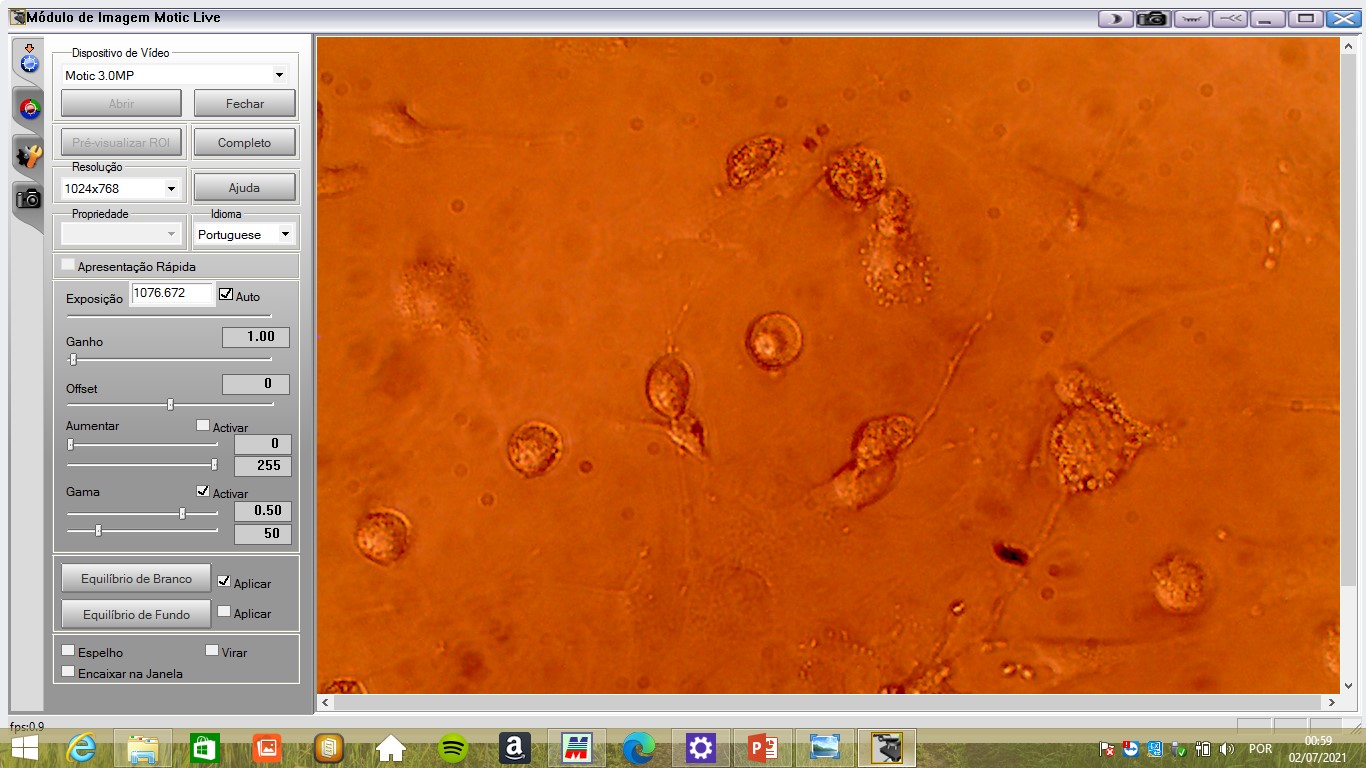 Módulo de Imagem Motic Live
Dispositivo de Vídeo
Motic 3.0MP
Abrir
Fechar
Pré-visualizar ROI
Completo
Resolução
1024x768
Ajuda
Propriedade
Idioma
Portuguese
Apresentação Rápida
Exposição
1076.672
Auto
Ganho
1.00
Offset
0
Aumentar
Activar
0
255
Gama
Activar
0.50
50
Equilíbrio de Branco
Aplicar
Equilíbrio de Fundo
Aplicar
Espelho
Virar
Encaixar na Janela
fps:0.9
POR
00:59
02/07/2021